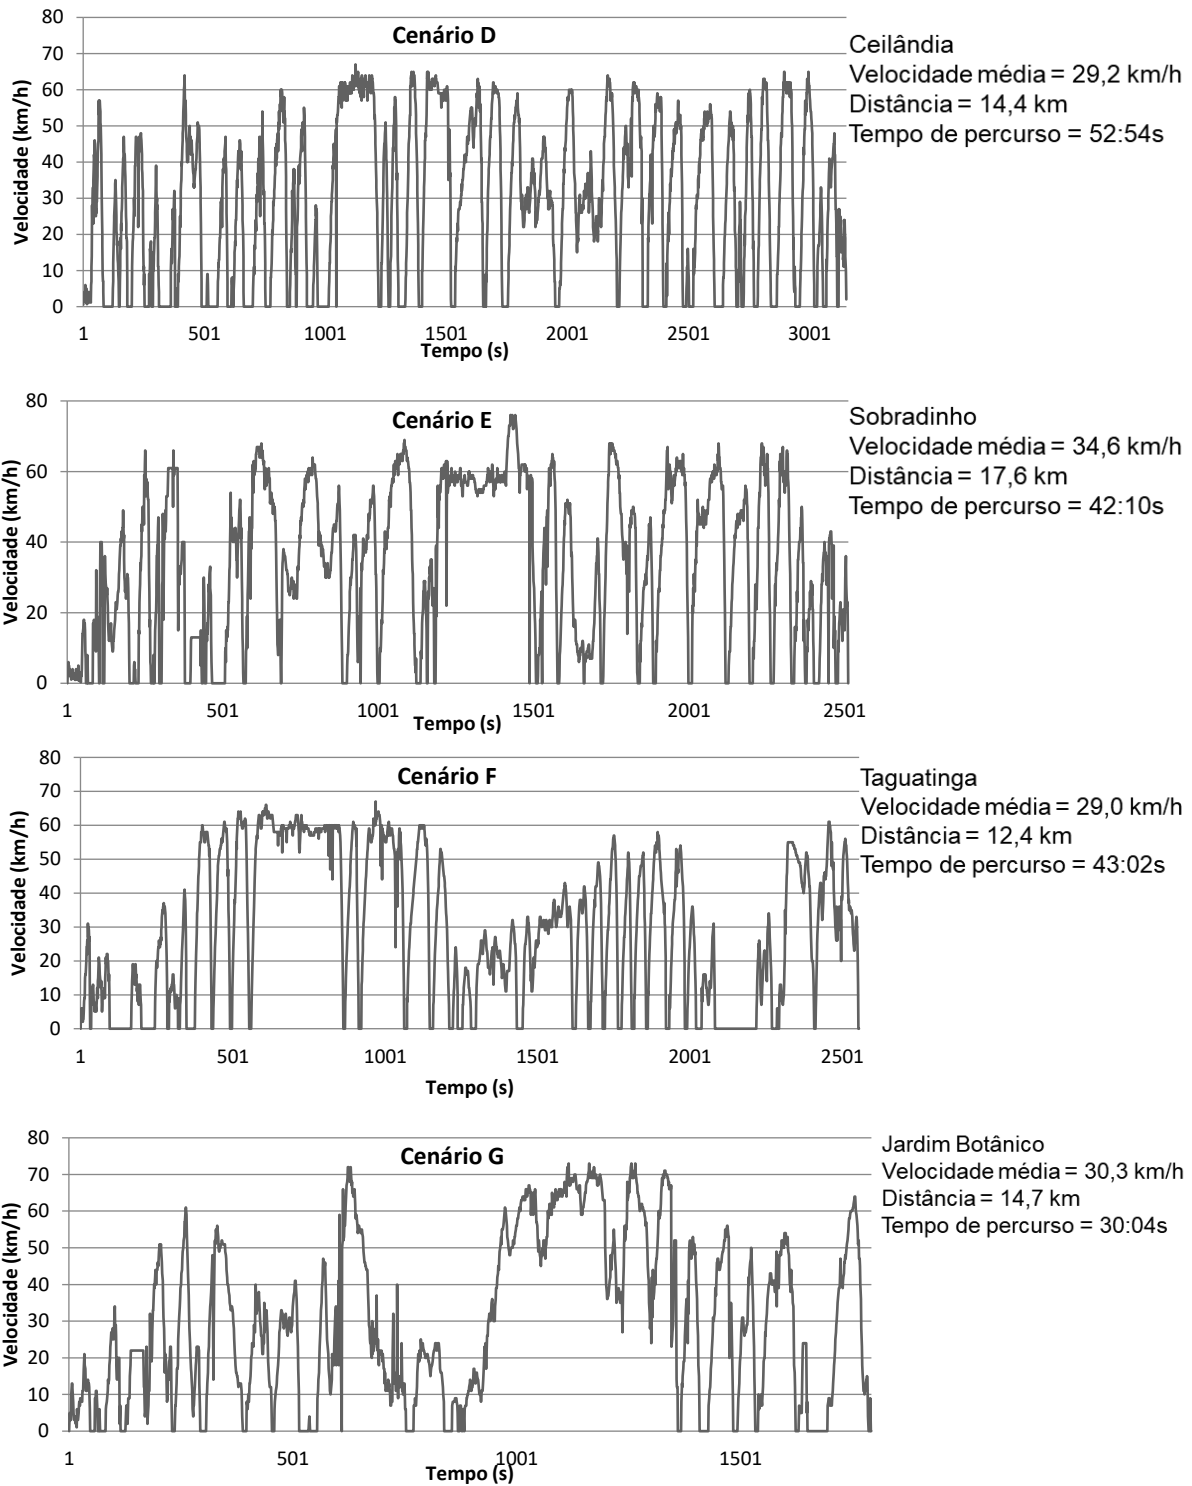 Cenário D
Velocidade (km/h)
80
70
60
50
40
30
20
10
0
1 501 1001 1501 2001 2501 3001
Tempo (s)
Ceilândia
Velocidade média = 29,2 km/h
Distância = 14,4 km
Tempo de percurso = 52:54s
Cenário E
Velocidade (km/h)
80
60
40
20
0
1 501 1001 1501 2001 2501
Tempo (s)
Sobradinho
Velocidade média = 34,6 km/h
Distância = 17,6 km
Tempo de percurso = 42:10s
Cenário F
Velocidade (km/h)
80
70
60
50
40
30
20
10
0
1 501 1001 1501 2001 2501
Tempo (s)
Taguatinga
Velocidade média = 29,0 km/h
Distância = 12,4 km
Tempo de percurso = 43:02s
Cenário G
Velocidade (km/h)
80
70
60
50
40
30
20
10
0
1 501 1001 1501
Tempo (s)
Jardim Botânico
Velocidade média = 30,3 km/h
Distância = 14,7 km
Tempo de percurso = 30:04s